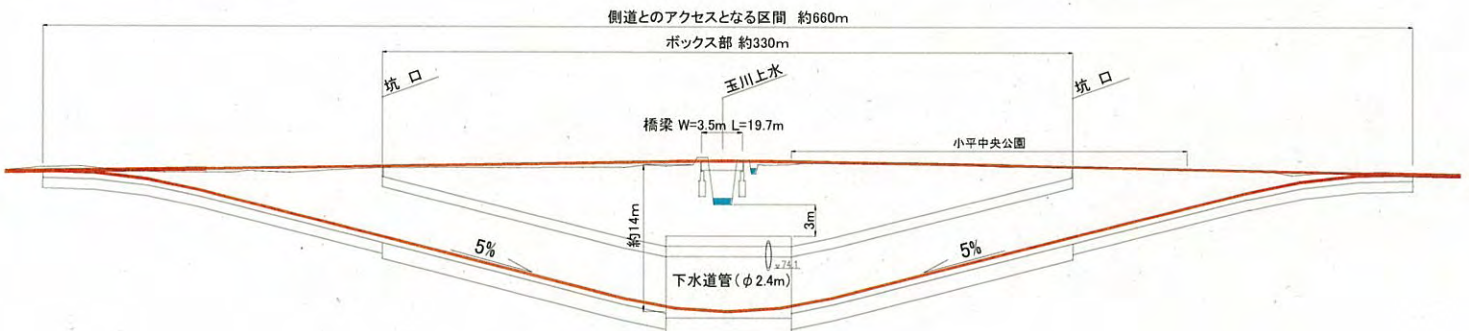 側道とのアクセスとなる区間 約660m
ボックス部 約330m
坑口
玉川上水
坑口
橋梁 W=3.5m L=19.7m
小平中央公園
約14m
3m
5%
5%
下水道管(φ2.4m)